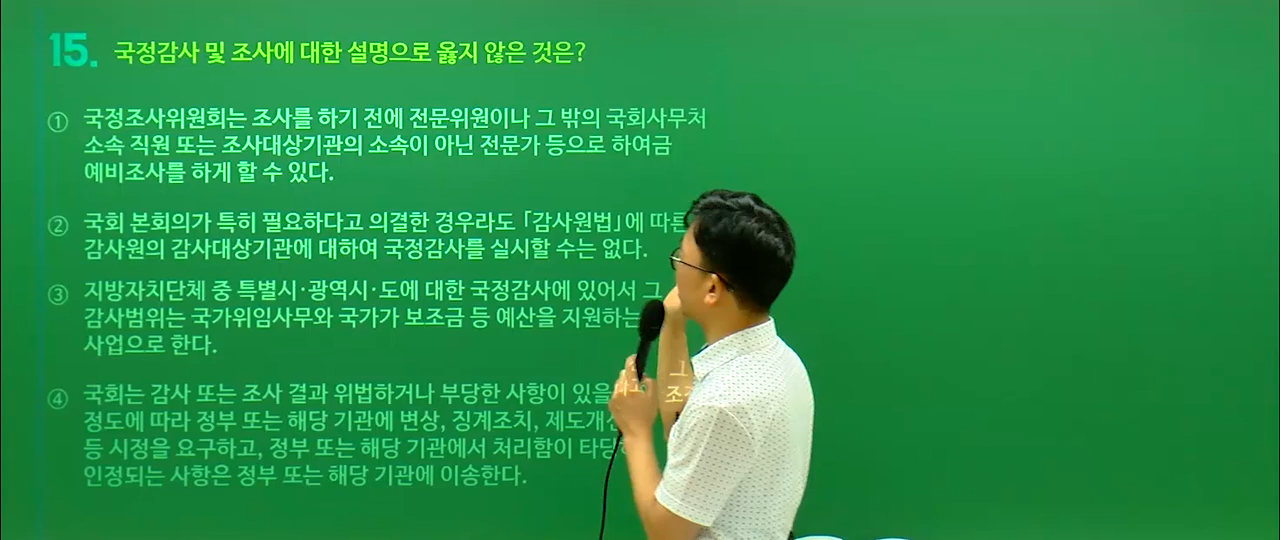 15. 국정감사 및 조사에 대한 설명으로 옳지 않은 것은?
① 국정조사위원회는 조사를 하기 전에 전문위원이나 그 밖의 국회사무처
소속 직원 또는 조사대상기관의 소속이 아닌 전문가 등으로 하여금
예비조사를 하게 할 수 있다.
② 국회 본회의가 특히 필요하다고 의결한 경우라도 「감사원법」에 따른
감사원의 감사대상기관에 대하여 국정감사를 실시할 수는 없다.
③ 지방자치단체 중 특별시·광역시·도에 대한 국정감사에 있어서 그
감사범위는 국가위임사무와 국가가 보조금 등 예산을 지원하는
사업으로 한다.
④ 국회는 감사 또는 조사 결과 위법하거나 부당한 사항이 있을 그
정도에 따라 정부 또는 해당 기관에 변상, 징계조치, 제도개선
등 시정을 요구하고, 정부 또는 해당 기관에서 처리함이
인정되는 사항은 정부 또는 해당 기관에 이송한다.